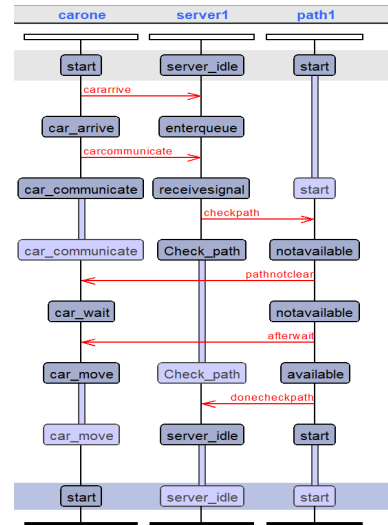 carone server1 path1
start server_idle start
cararrive
car_arrive enterqueue
carcommunicate
car_communicate receivesignal start
checkpath
car_communicate Check_path notavailable
pathnotclear
car_wait notavailable
afterwait
car_move Check_path available
donecheckpath
car_move server_idle start
start server_idle start